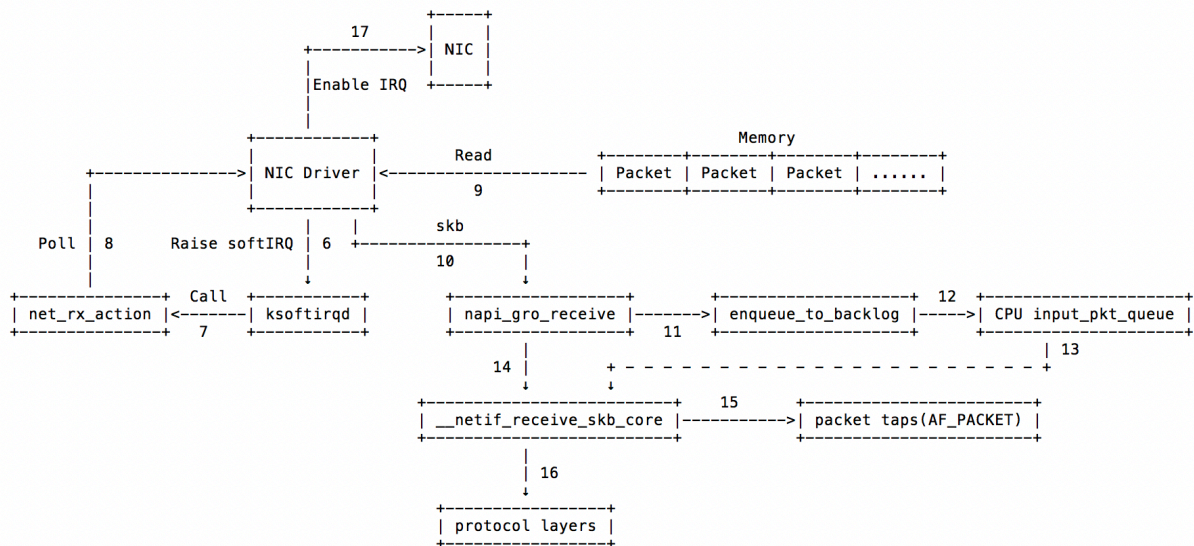 17
NIC
Enable IRQ
Memory
NIC Driver
Read
9
Packet Packet Packet ......
Poll 8
Raise softIRQ 6
skb
10
net_rx_action
Call
7
ksoftirqd
napi_gro_receive
11
enqueue_to_backlog
12
CPU input_pkt_queue
13
14
__netif_receive_skb_core
15
packet taps(AF_PACKET)
16
protocol layers